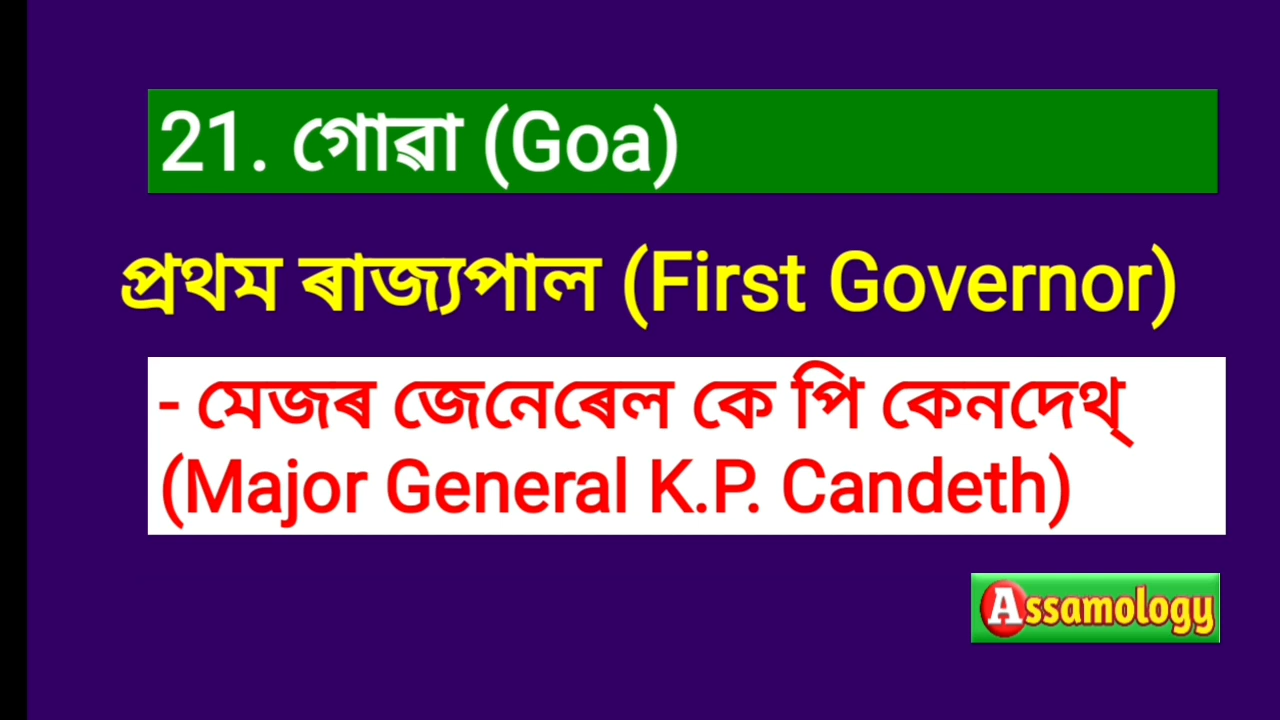 21. গোৱা (Goa)
প্ৰথম ৰাজ্যপাল (First Governor)
- মেজৰ জেনেৰেল কে পি কেনদেথ্
(Major General K.P. Candeth)
Assamology